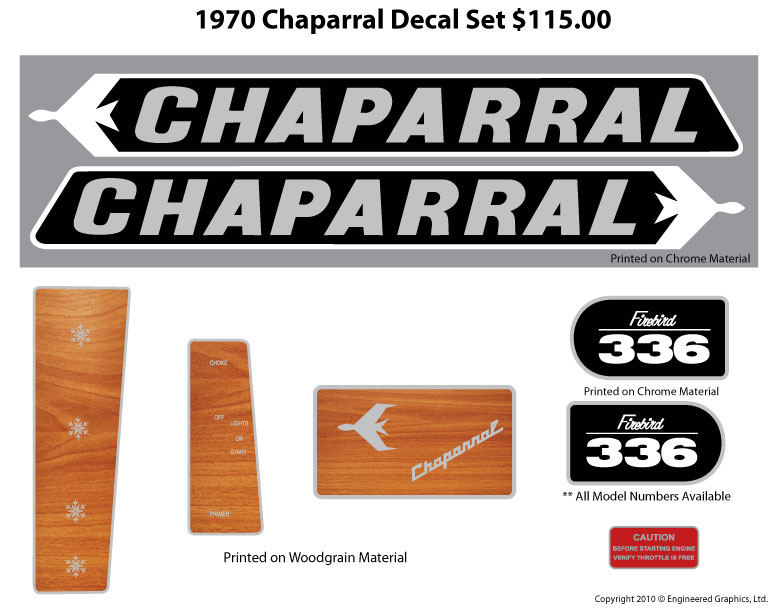 1970 Chaparral Decal Set $115.00
CHAPARRAL
CHAPARRAL
Printed on Chrome Material
Firebird
336
Printed on Chrome Material
CHOKE
OFF
LIGHTS
ON
START
PRIMER
Chaparral
Firebird
336
** All Model Numbers Available
Printed on Woodgrain Material
CAUTION
BEFORE STARTING ENGINE
VERIFY THROTTLE IS FREE
Copyright 2010 © Engineered Graphics, Ltd.